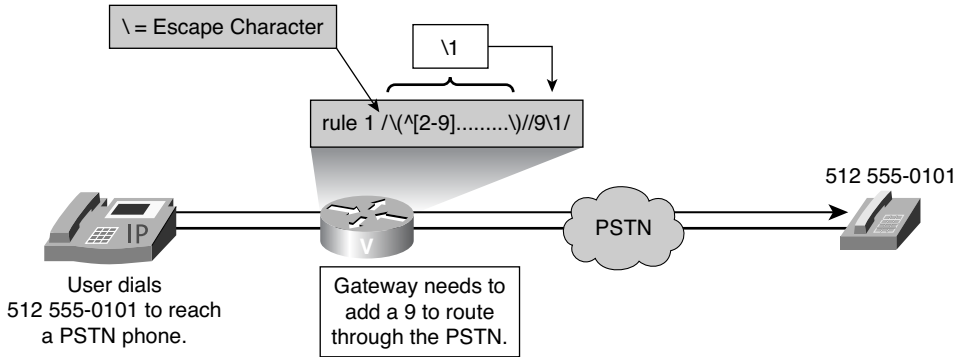 \ = Escape Character
\1
rule 1 /\(^[2-9].........\)//9\1/
512 555-0101
IP
V
PSTN
User dials
512 555-0101 to reach
a PSTN phone.
Gateway needs to
add a 9 to route
through the PSTN.